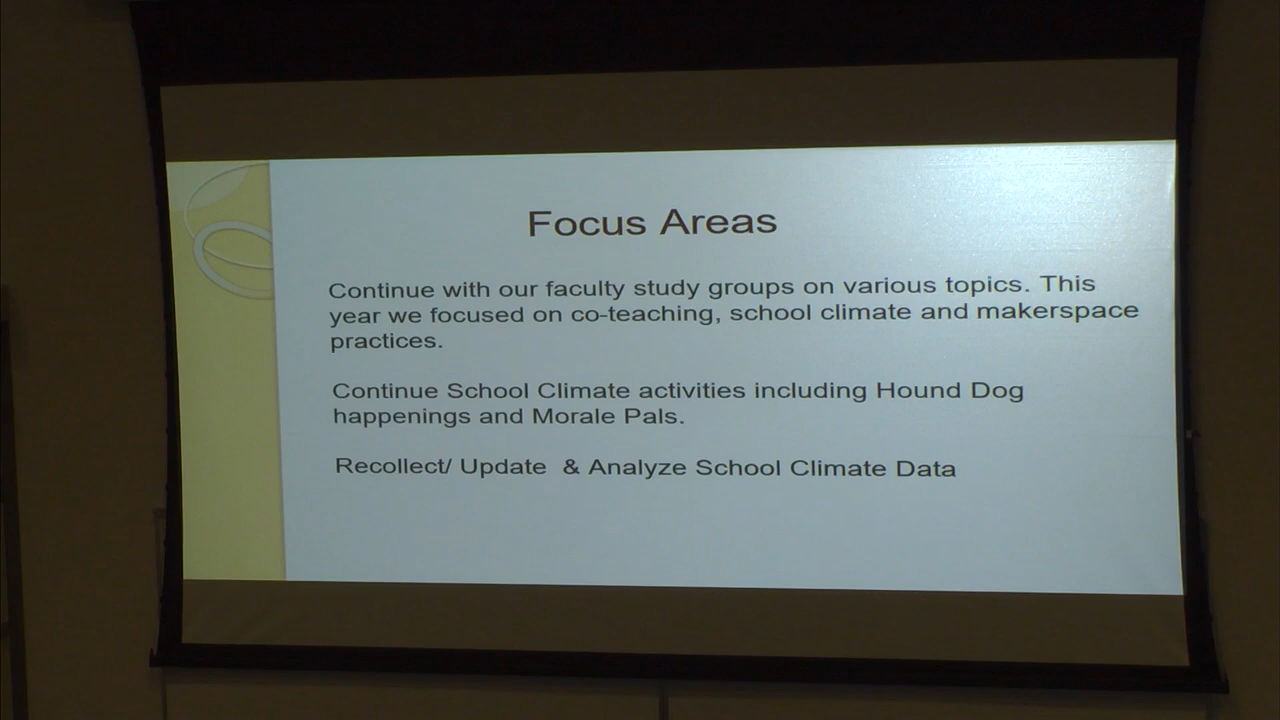 Focus Areas
Continue with our faculty study groups on various topics. This
year we focused on co-teaching, school climate and makerspace
practices.
Continue School Climate activities including Hound Dog
happenings and Morale Pals.
Recollect/ Update & Analyze School Climate Data